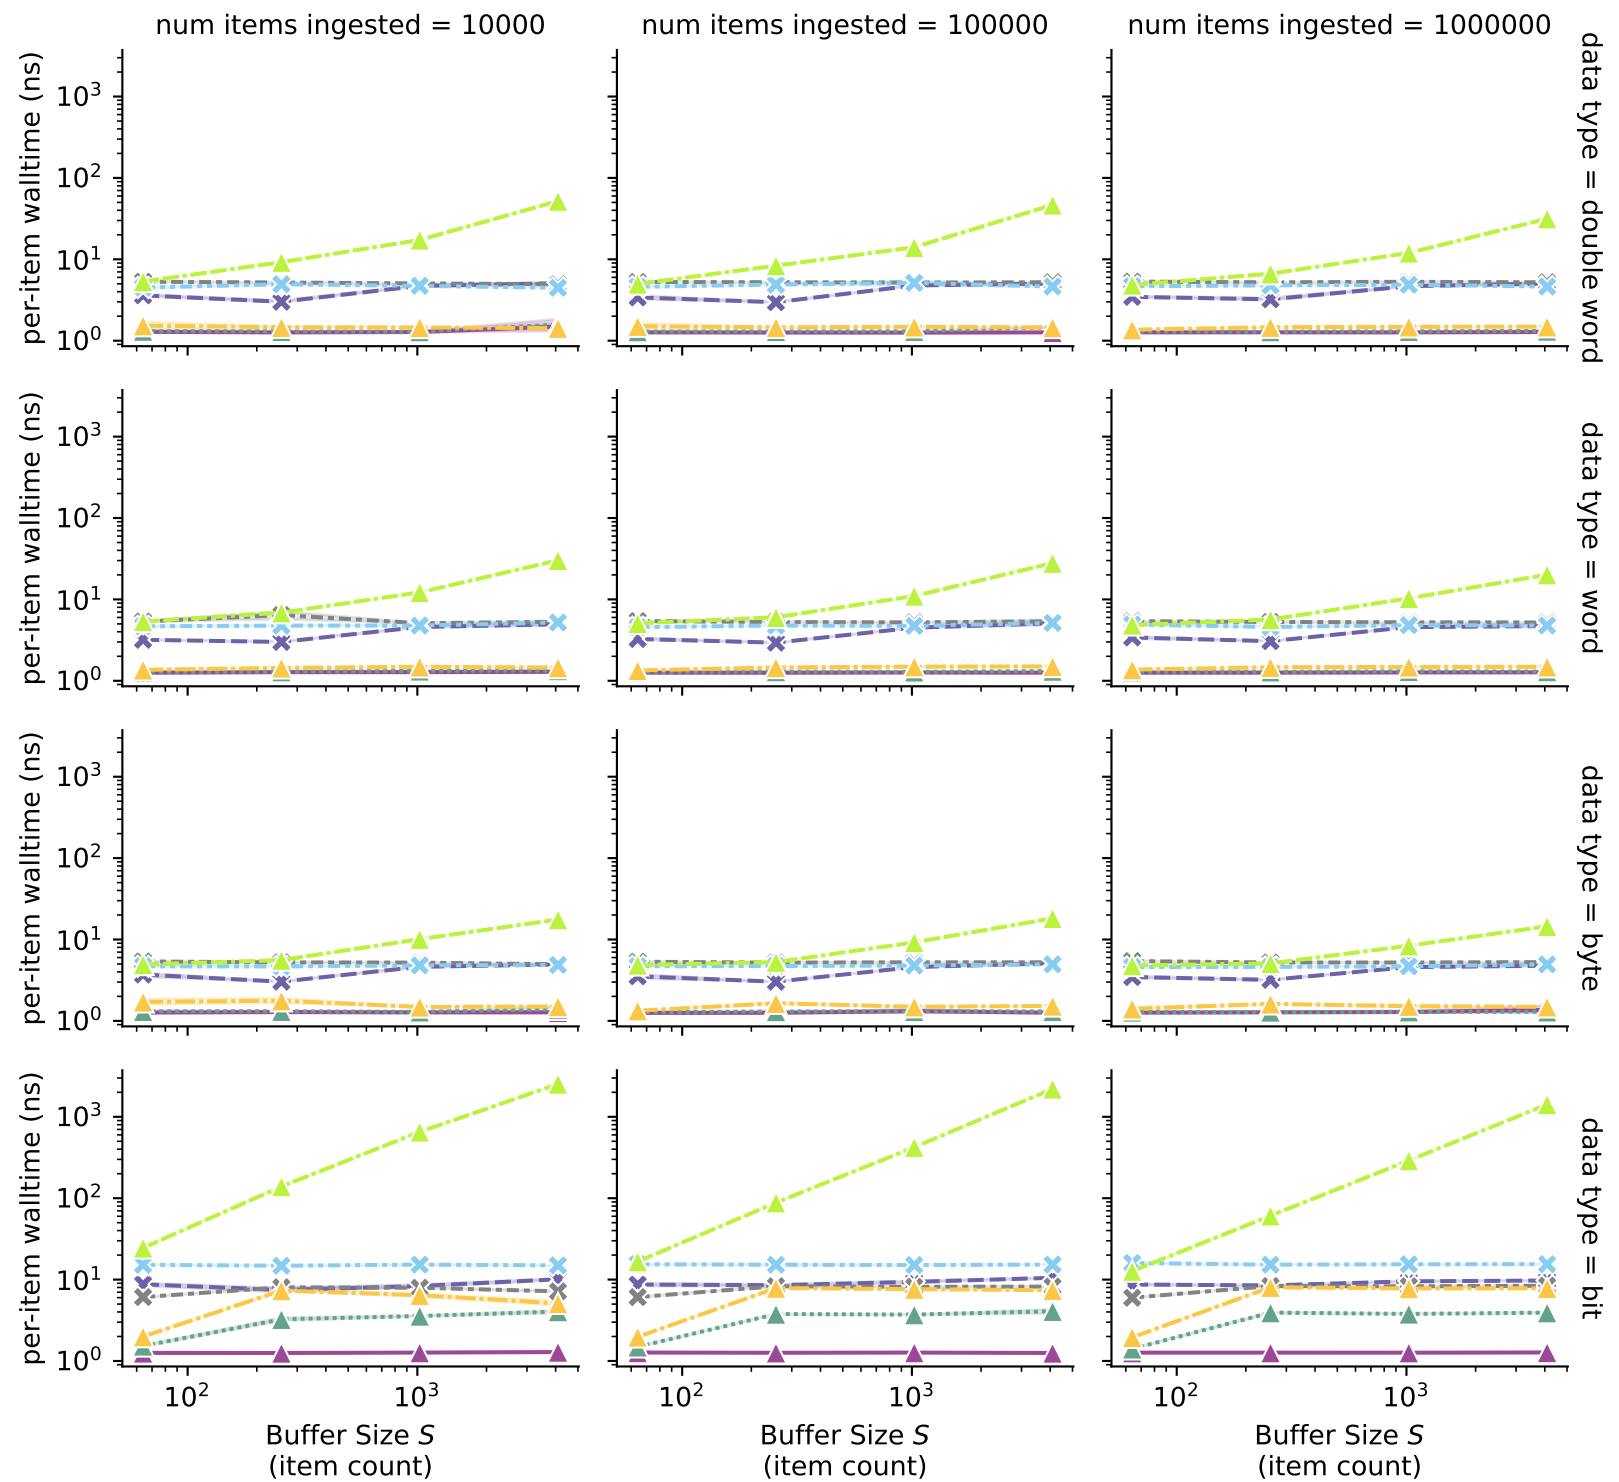 num items ingested = 10000
num items ingested = 100000
num items ingested = 1000000
per-item walltime (ns)
10³
10²
10¹
10⁰
data type = double word
per-item walltime (ns)
10³
10²
10¹
10⁰
data type = word
per-item walltime (ns)
10³
10²
10¹
10⁰
data type = byte
per-item walltime (ns)
10³
10²
10¹
10⁰
data type = bit
10² 10³
10² 10³
10² 10³
Buffer Size S
(item count)
Buffer Size S
(item count)
Buffer Size S
(item count)